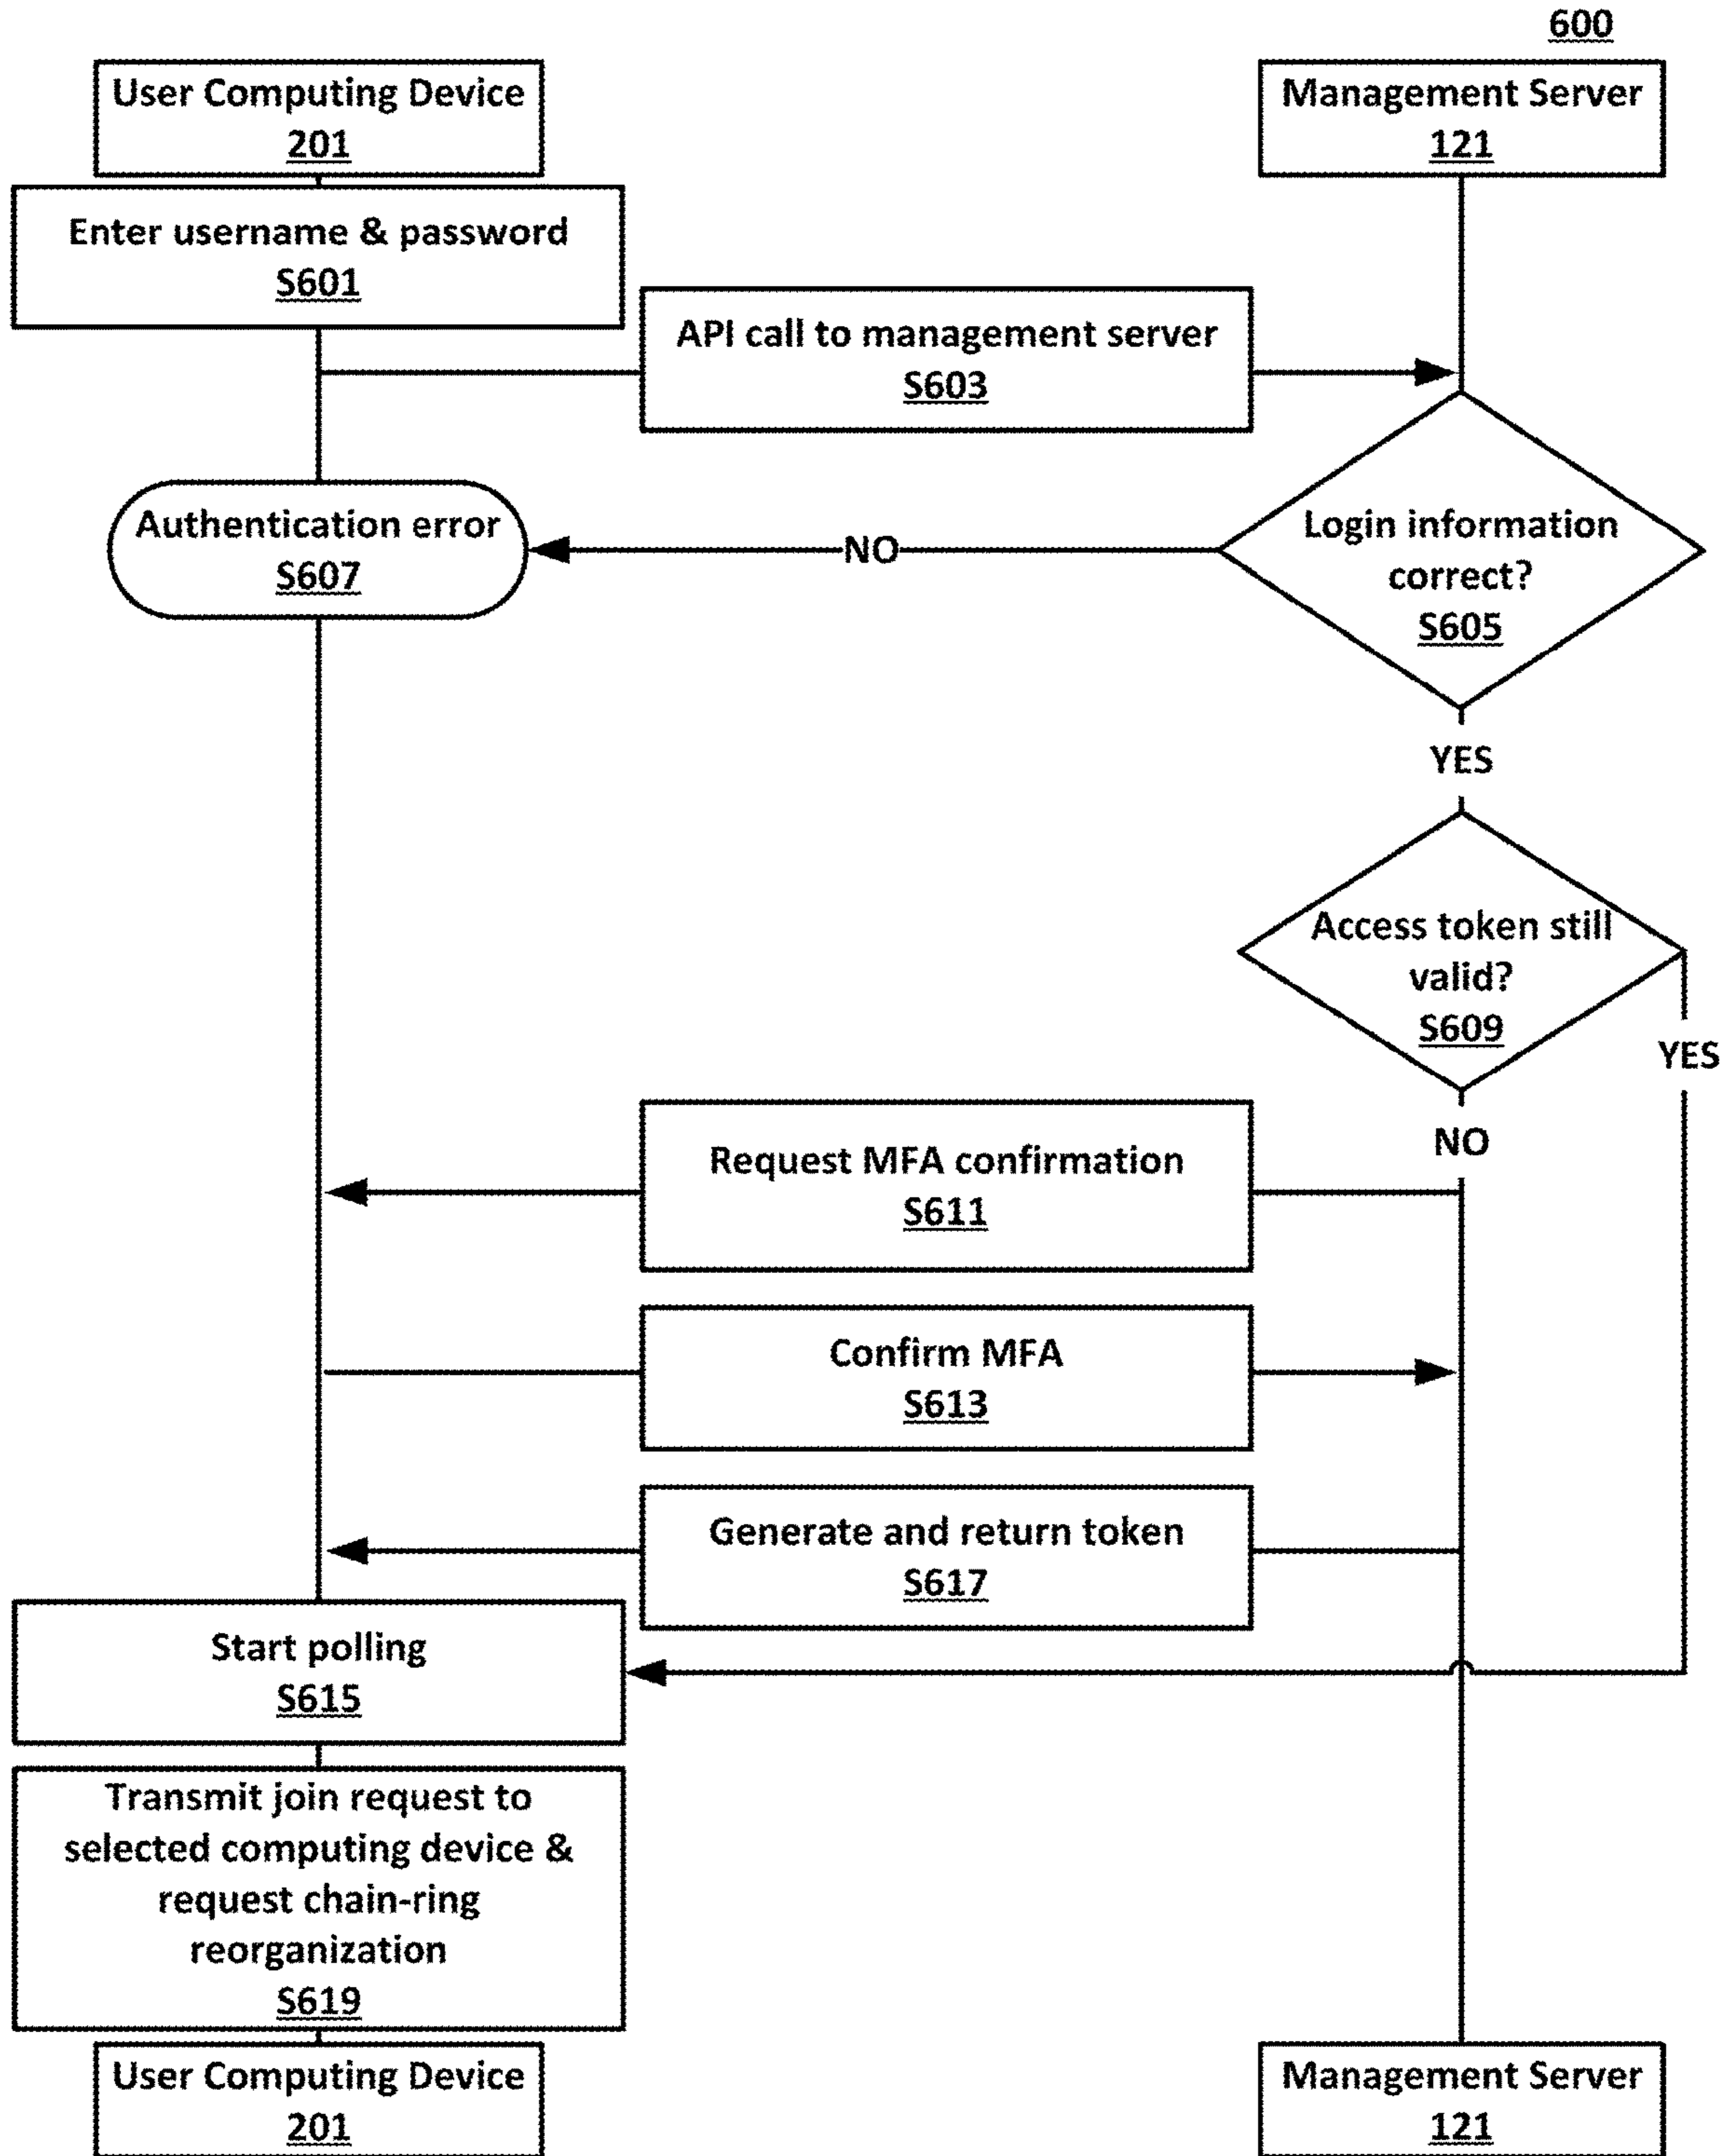 600
User Computing Device
201
Management Server
121
Enter username & password
S601
API call to management server
S603
Authentication error
S607
NO
Login information
correct?
S605
YES
Access token still
valid?
S609
YES
NO
Request MFA confirmation
S611
Confirm MFA
S613
Generate and return token
S617
Start polling
S615
Transmit join request to
selected computing device &
request chain-ring
reorganization
S619
User Computing Device
201
Management Server
121